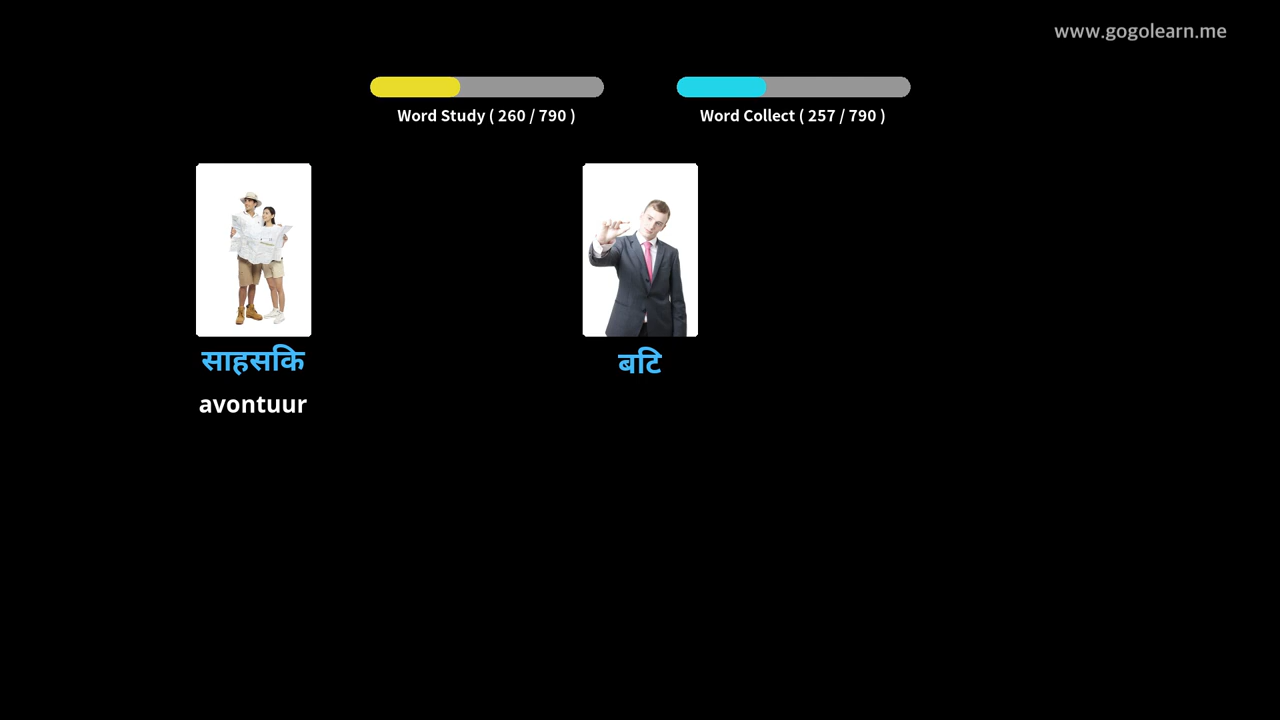 www.gogolearn.me
Word Study ( 260 / 790 )
Word Collect ( 257 / 790 )
साहसकि
बटि
avontuur